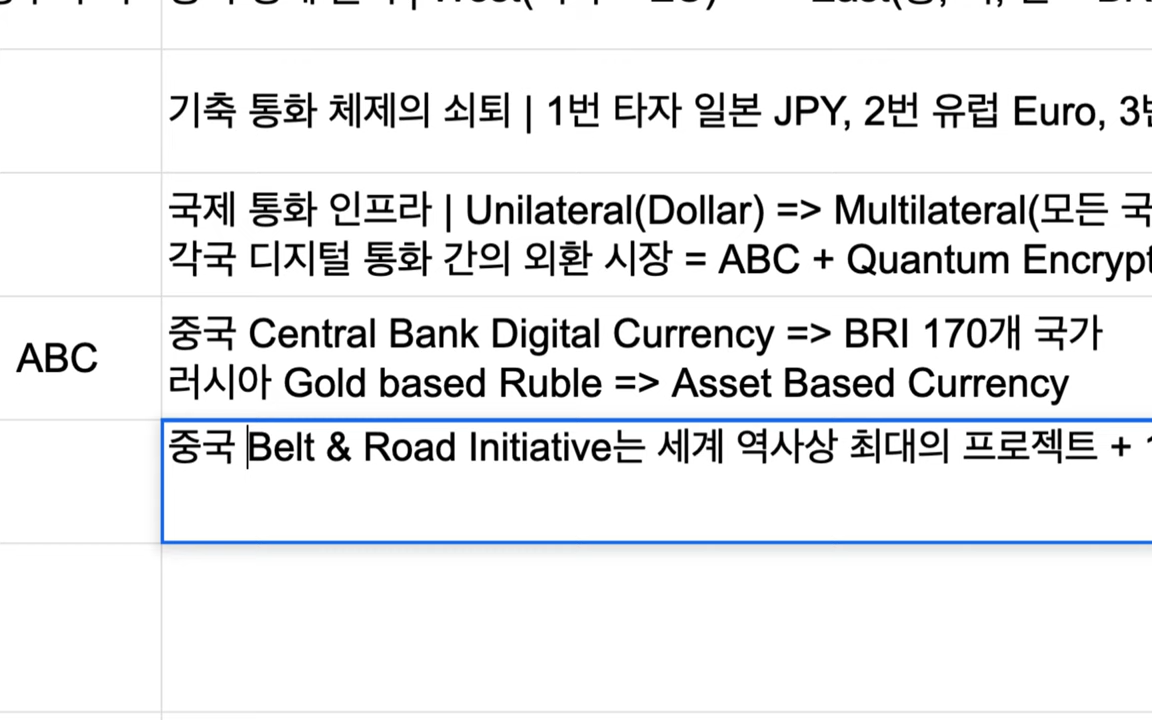 기축 통화 체제의 쇠퇴 | 1번 타자 일본 JPY, 2번 유럽 Euro,
국제 통화 인프라 | Unilateral(Dollar) => Multilateral(모든
각국 디지털 통화 간의 외환 시장 = ABC + Quantum
ABC
중국 Central Bank Digital Currency => BRI 170개 국가
러시아 Gold based Ruble => Asset Based Currency
중국 Belt & Road Initiative는 세계 역사상 최대의 프로젝트 +